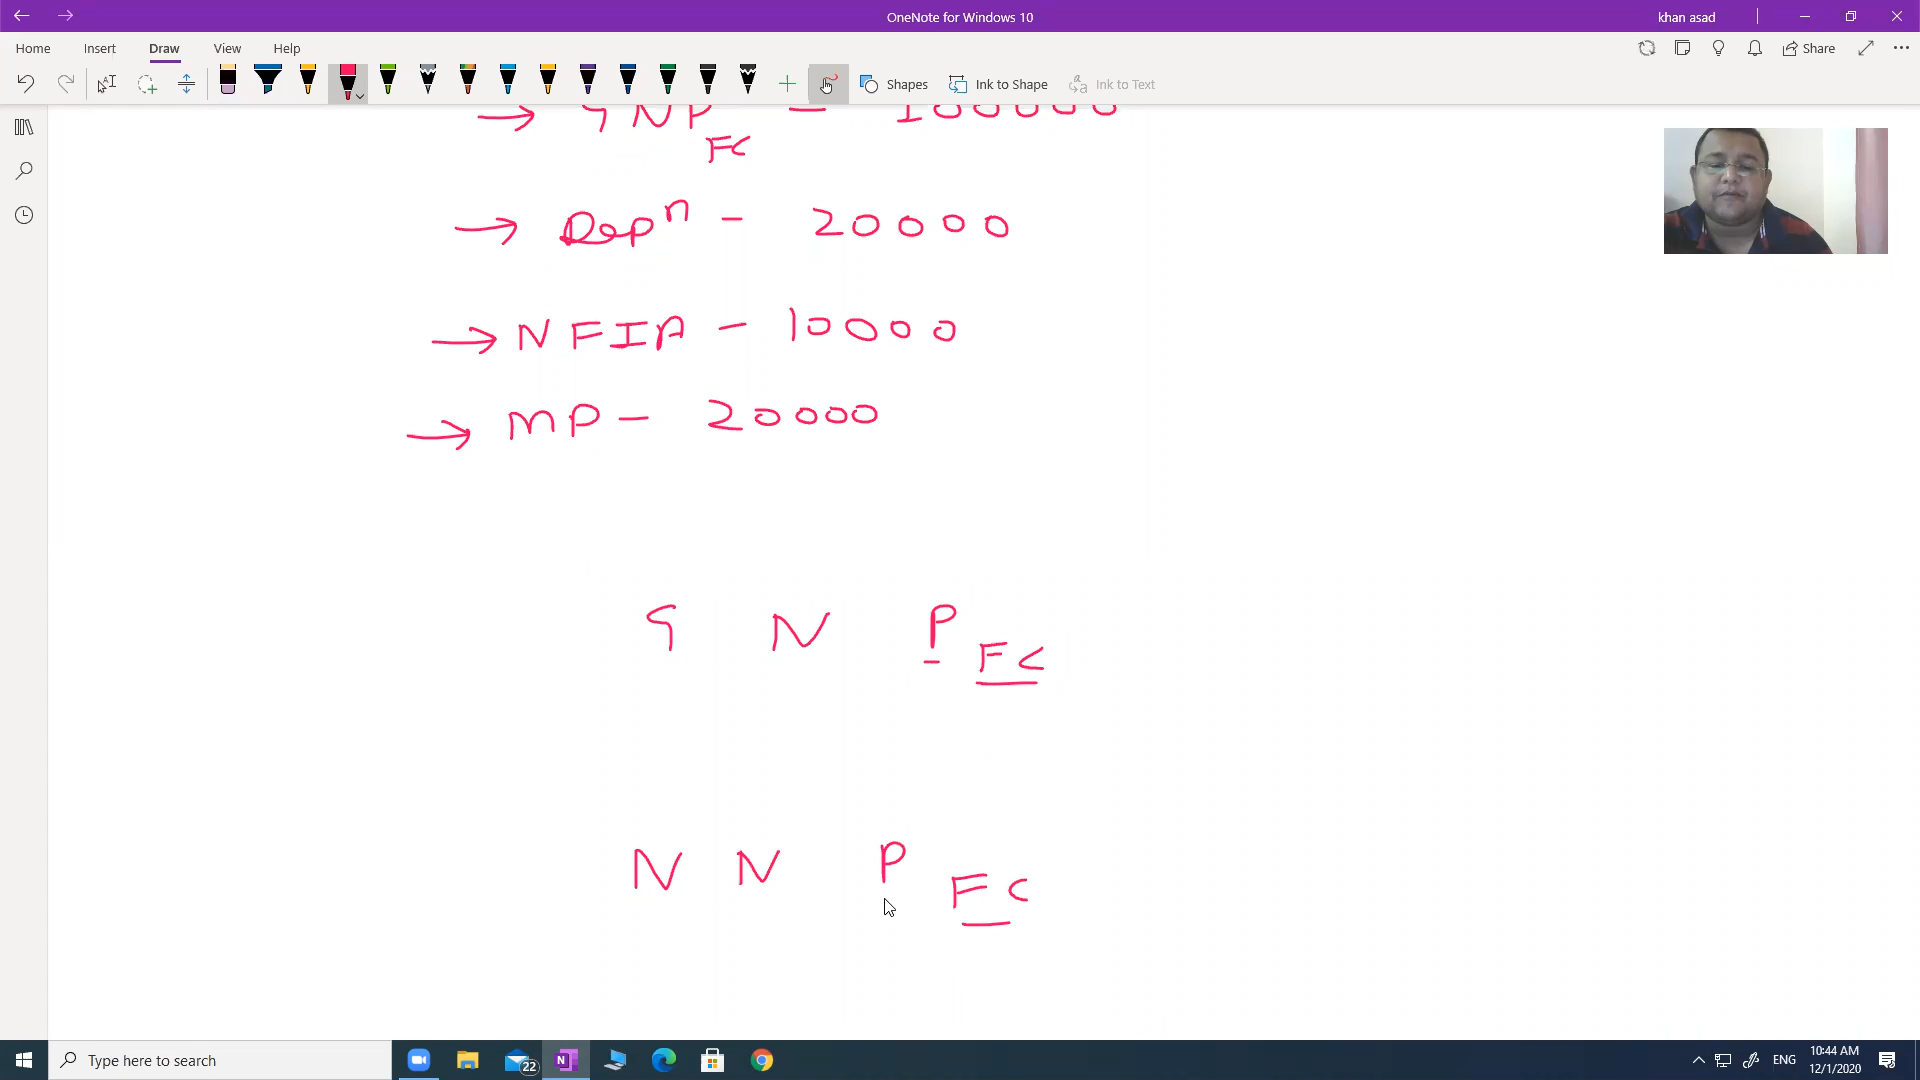 OneNote for Windows 10
khan asad
Home Insert Draw View Help
Share
Shapes Ink to Shape Ink to Text
→ GNP FC = 100000
→ Depn - 20000
→ NFIA - 10000
→ MP - 20000
G N P FC
N N P FC
Type here to search
22
N
ENG
10:44 AM
12/1/2020